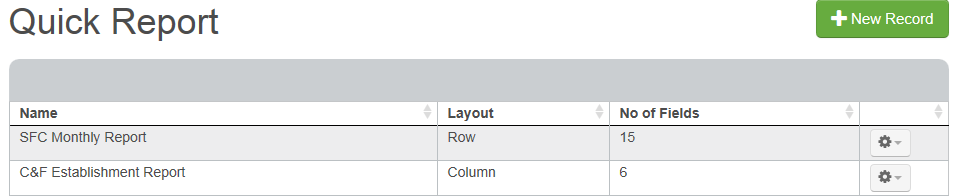 Quick Report
New Record
Name Layout No of Fields
SFC Monthly Report Row 15
C&F Establishment Report Column 6